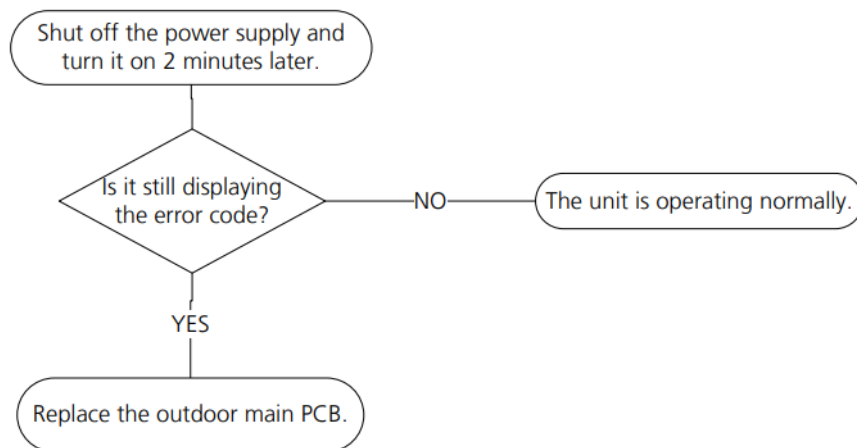 Shut off the power supply and
turn it on 2 minutes later.
Is it still displaying
the error code?
NO
The unit is operating normally.
YES
Replace the outdoor main PCB.